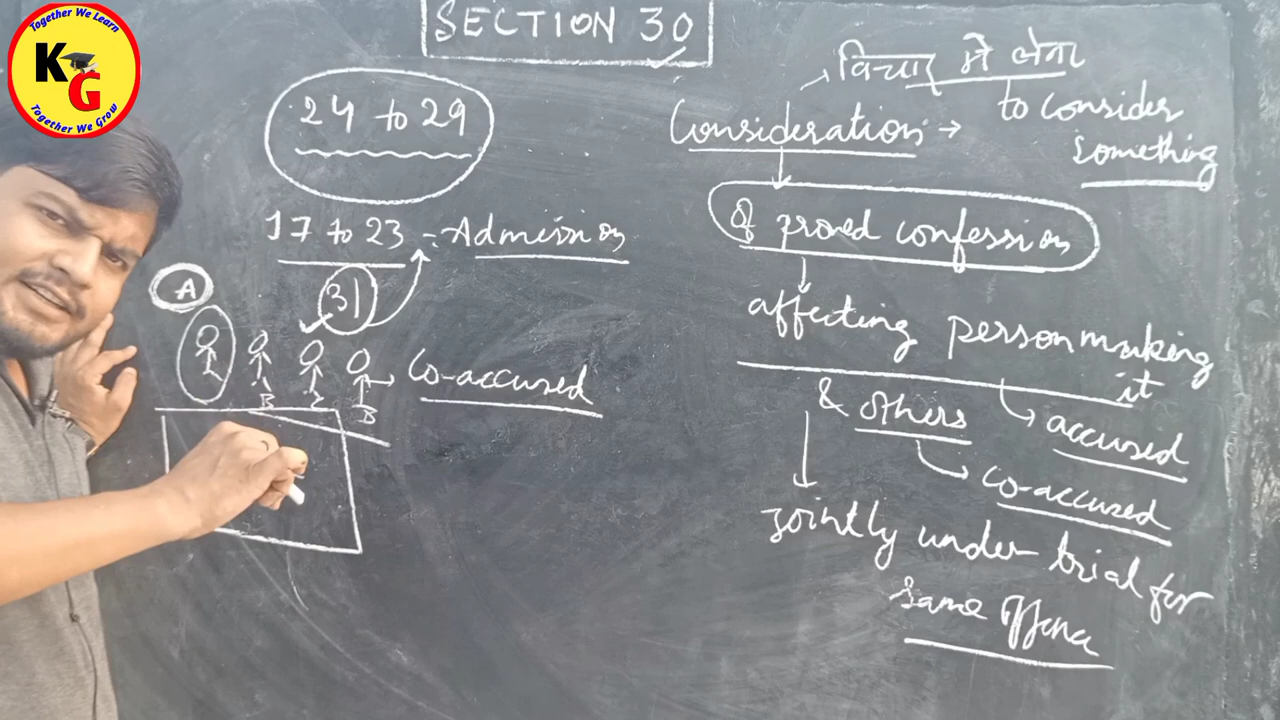 Together We Learn
KG
Together We Grow
SECTION 30
24 to 29
17 to 23 - Admission
31
A
B
B
Co-accused
विचार में लेना
Consideration → to consider
something
of proved confession
affecting person making
it
& others
accused
co-accused
Jointly under trial for
same offence